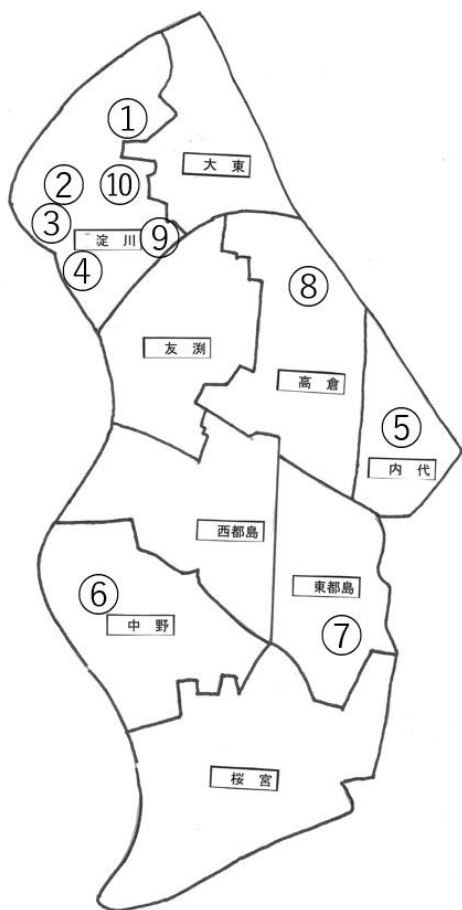 ①
大東
②
⑩
③
淀川
⑨
④
⑧
友渕
高倉
⑤
内代
西都島
東都島
⑥
中野
⑦
桜宮